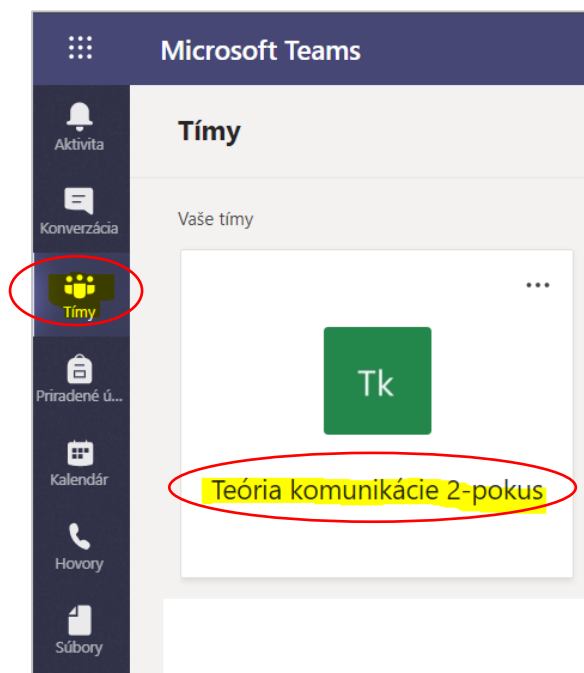 Microsoft Teams
Aktivita
Konverzácia
Tímy
Priradené ú...
Kalendár
Hovory
Súbory
Tímy
Vaše tímy
Tk
Teória komunikácie 2-pokus